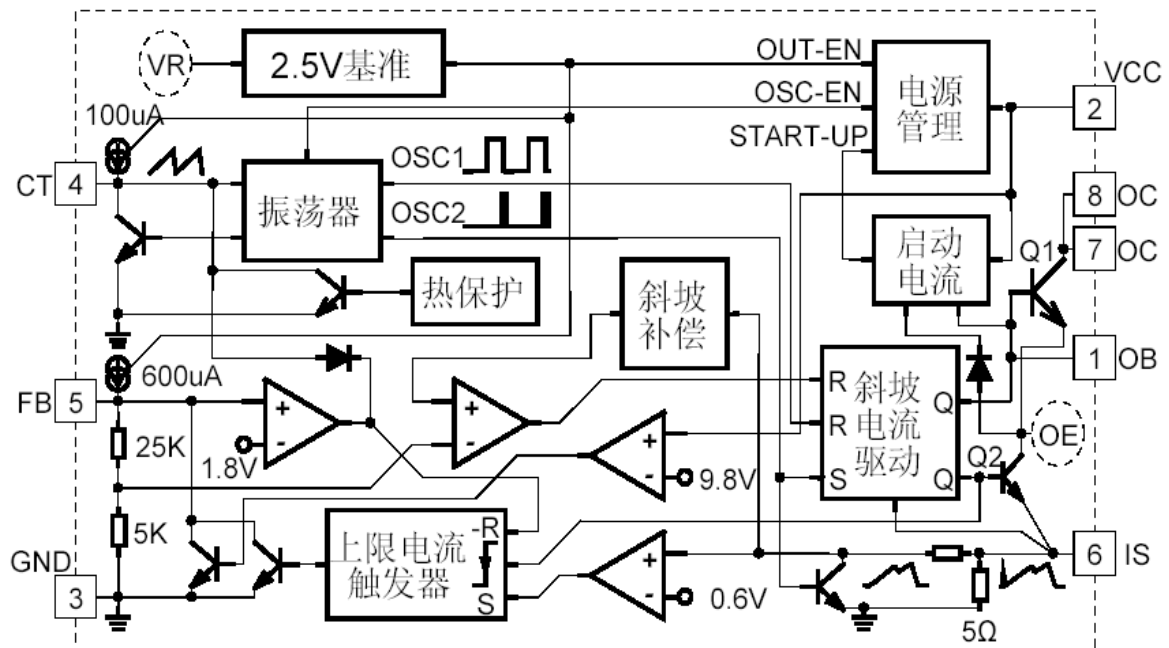 VR
2.5V基准
OUT-EN
OSC-EN
START-UP
电源
管理
VCC
2
100uA
CT
4
OSC1
OSC2
振荡器
8
OC
7
OC
启动
电流
Q1
热保护
斜坡
补偿
1
OB
600uA
FB
5
+
-
1.8V
+
-
+
-
9.8V
R
R
S
斜坡
电流
驱动
Q
Q
OE
Q2
25K
5K
GND
3
上限电流
触发器
-R
S
+
-
0.6V
6
IS
5Ω